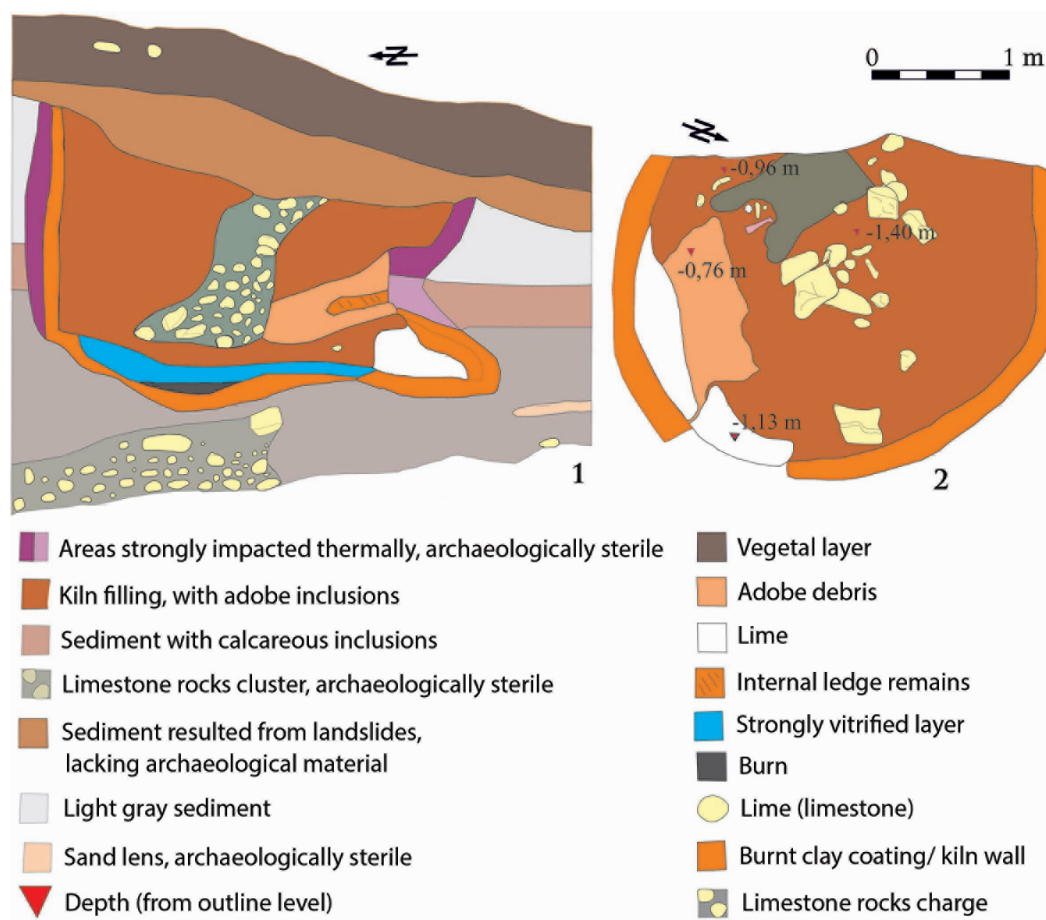 N
0 1 m
N
-0,96 m
-1,40 m
-0,76 m
-1,13 m
1
2
Areas strongly impacted thermally, archaeologically sterile
Kiln filling, with adobe inclusions
Sediment with calcareous inclusions
Limestone rocks cluster, archaeologically sterile
Sediment resulted from landslides,
lacking archaeological material
Light gray sediment
Sand lens, archaeologically sterile
Depth (from outline level)
Vegetal layer
Adobe debris
Lime
Internal ledge remains
Strongly vitrified layer
Burn
Lime (limestone)
Burnt clay coating/ kiln wall
Limestone rocks charge